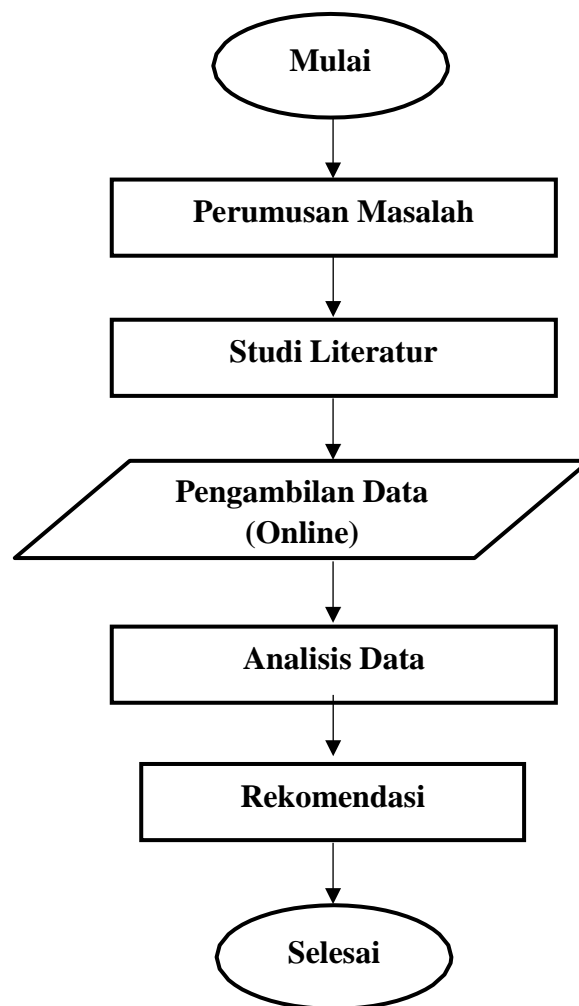 Mulai
Perumusan Masalah
Studi Literatur
Pengambilan Data
(Online)
Analisis Data
Rekomendasi
Selesai